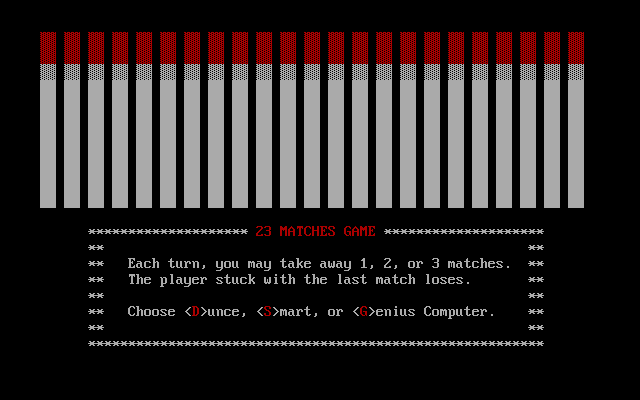 ******************** 23 MATCHES GAME ********************
** **
** Each turn, you may take away 1, 2, or 3 matches. **
** The player stuck with the last match loses. **
** **
** Choose <D>unce, <S>mart, or <G>enius Computer. **
** **
*********************************************************